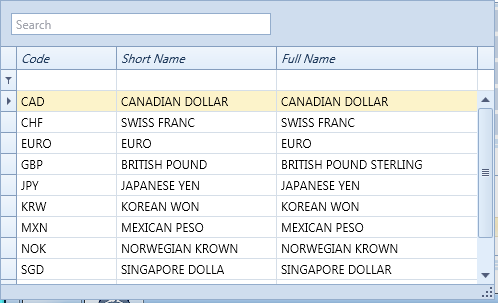 Search
Code Short Name Full Name
CAD CANADIAN DOLLAR CANADIAN DOLLAR
CHF SWISS FRANC SWISS FRANC
EURO EURO EURO
GBP BRITISH POUND BRITISH POUND STERLING
JPY JAPANESE YEN JAPANESE YEN
KRW KOREAN WON KOREAN WON
MXN MEXICAN PESO MEXICAN PESO
NOK NORWEGIAN KROWN NORWEGIAN KROWN
SGD SINGAPORE DOLLA SINGAPORE DOLLAR